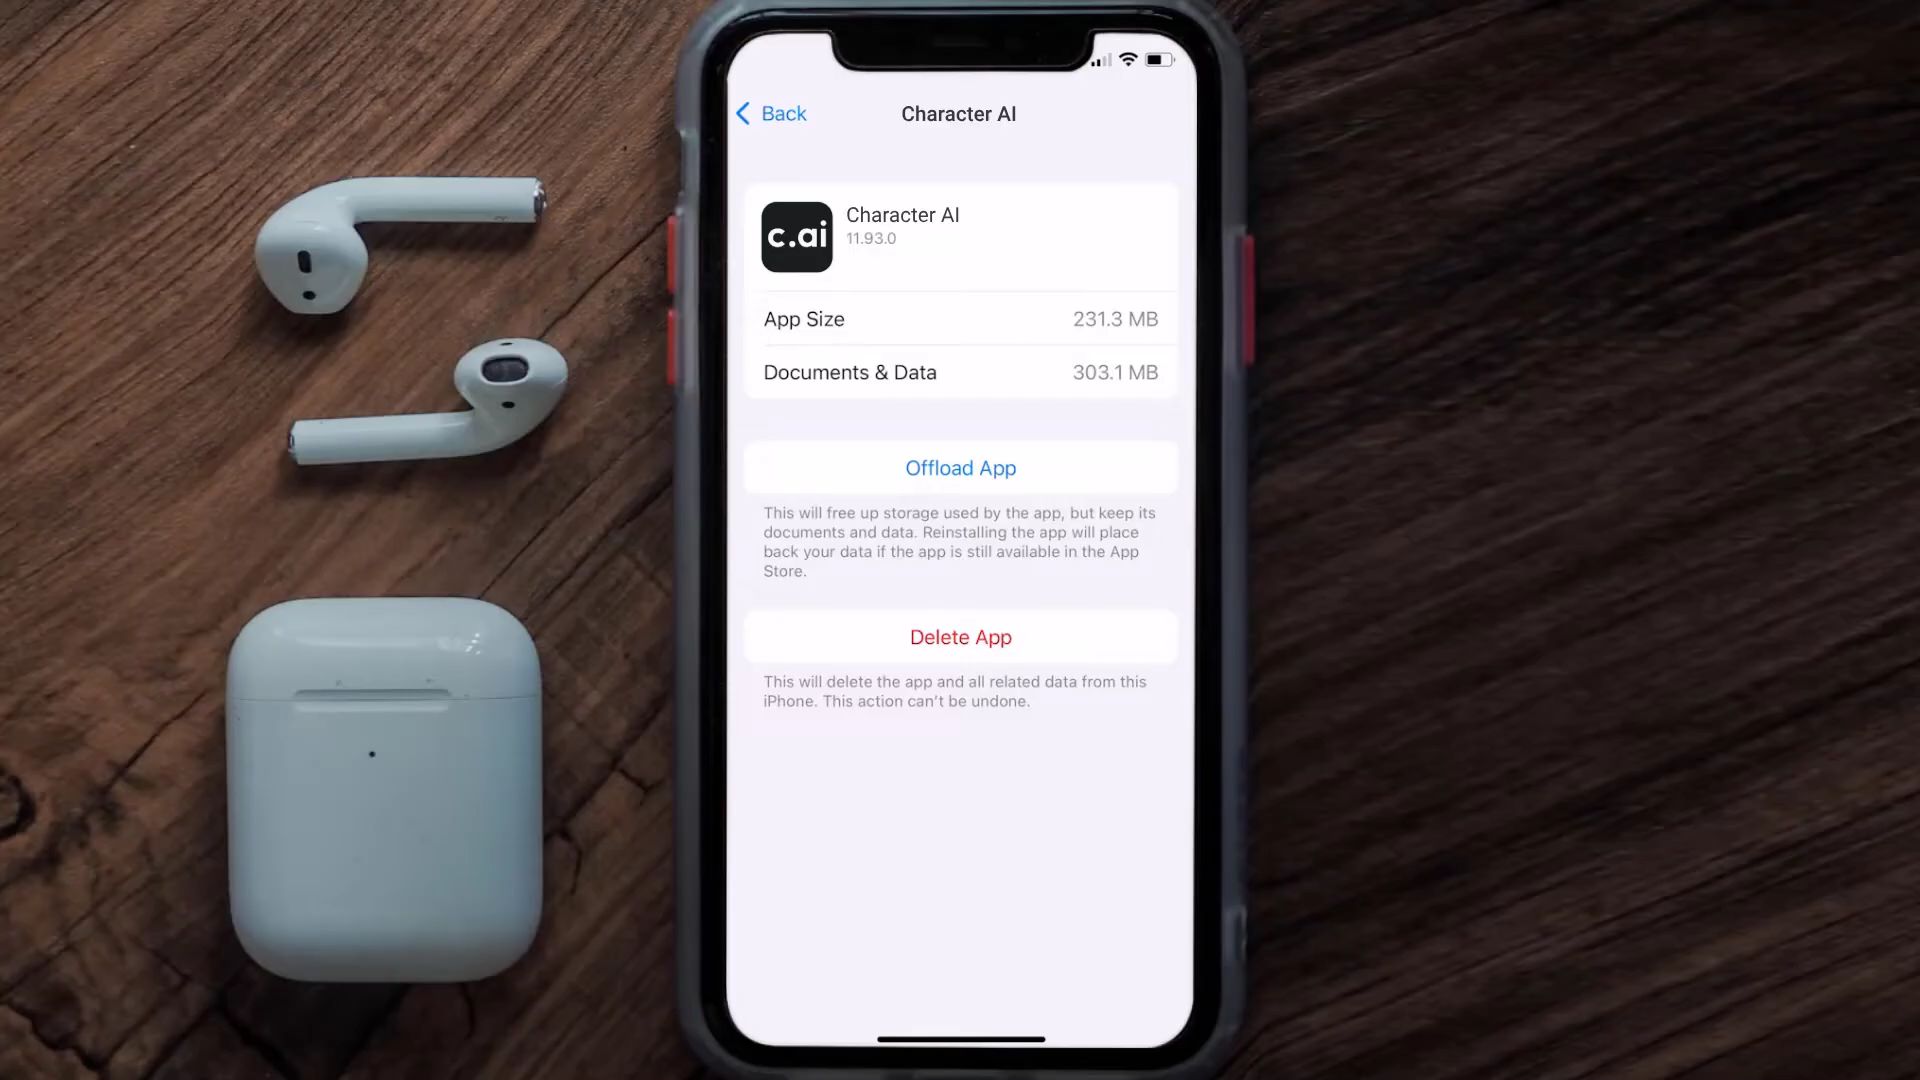 Back
Character AI
c.ai
Character AI
11.93.0
App Size 231.3 MB
Documents & Data 303.1 MB
Offload App
This will free up storage used by the app, but keep its
documents and data. Reinstalling the app will place
back your data if the app is still available in the App
Store.
Delete App
This will delete the app and all related data from this
iPhone. This action can't be undone.